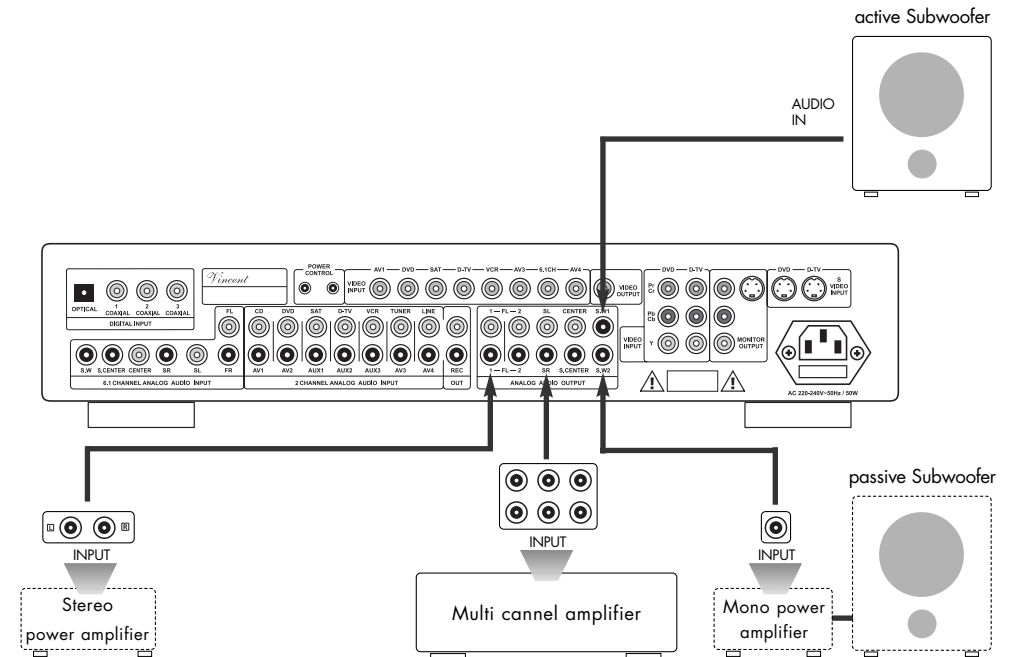 active Subwoofer
AUDIO
IN
POWER
CONTROL
AV1 DVD SAT D-TV VCR AV3 6.1CH AV4
VIDEO
INPUT
VIDEO
OUTPUT
DVD D-TV
Pr
Cr
Pb
Cb
Y
VIDEO
INPUT
MONITOR
OUTPUT
DVD D-TV
S
VIDEO
INPUT
Vincent
OPTICAL
1
COAXIAL
2
COAXIAL
3
COAXIAL
DIGITAL INPUT
FL
CD DVD SAT D-TV VCR TUNER LINE
1 FL 2 SL CENTER S.W1
S.W S.CENTER CENTER SR SL FR
AV1 AV2 AUX1 AUX2 AUX3 AV3 AV4 REC
1 FL 2 SR S.CENTER S.W2
6.1 CHANNEL ANALOG AUDIO INPUT
2 CHANNEL ANALOG AUDIO INPUT
OUT
ANALOG AUDIO OUTPUT
AC 220-240V~50Hz / 50W
passive Subwoofer
L R
INPUT
INPUT
INPUT
Stereo
power amplifier
Multi cannel amplifier
Mono power
amplifier